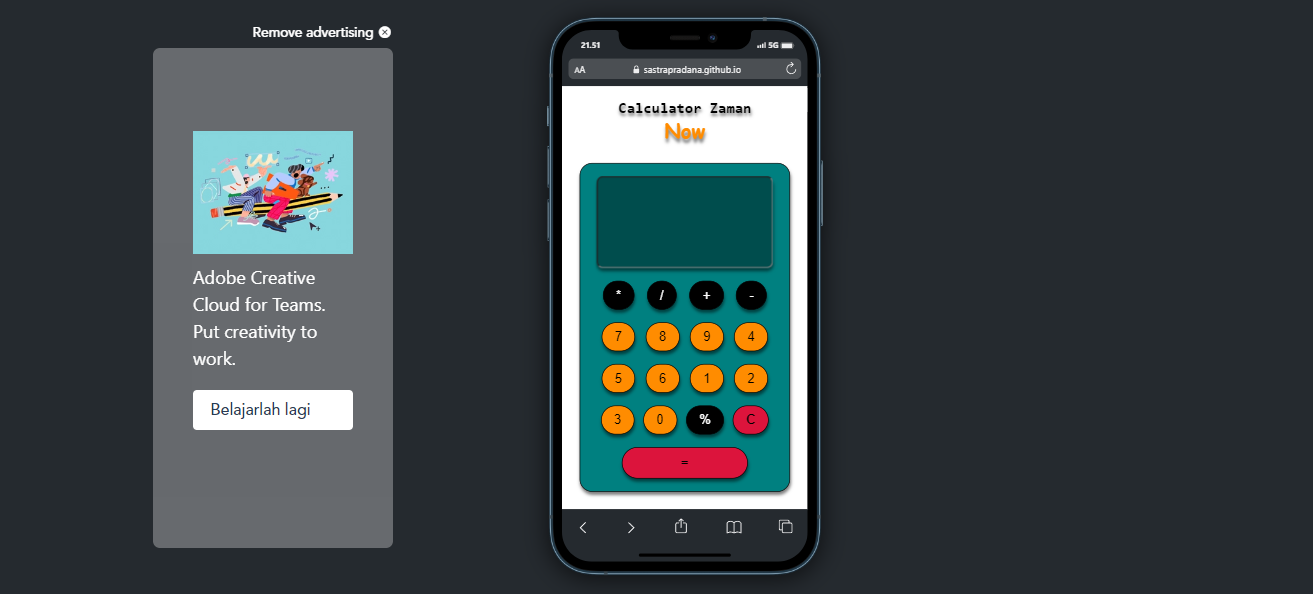 Remove advertising
Adobe Creative
Cloud for Teams.
Put creativity to
work.
Belajarlah lagi
21.51
5G
AA
sastrapradana.github.io
Calculator Zaman
Now
* / + -
7 8 9 4
5 6 1 2
3 0 % C
=